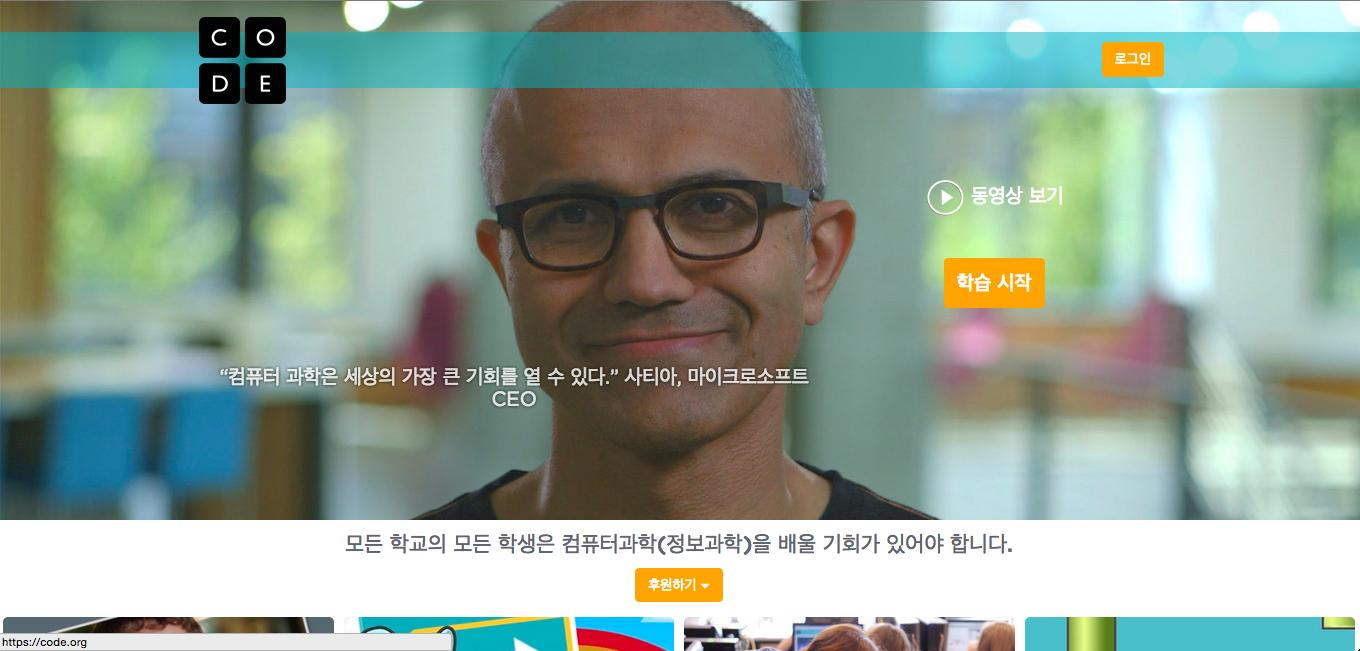 C O
D E
로그인
동영상 보기
학습 시작
“컴퓨터 과학은 세상의 가장 큰 기회를 열 수 있다.” 사티아, 마이크로소프트
CEO
모든 학교의 모든 학생은 컴퓨터과학(정보과학)을 배울 기회가 있어야 합니다.
후원하기
https://code.org